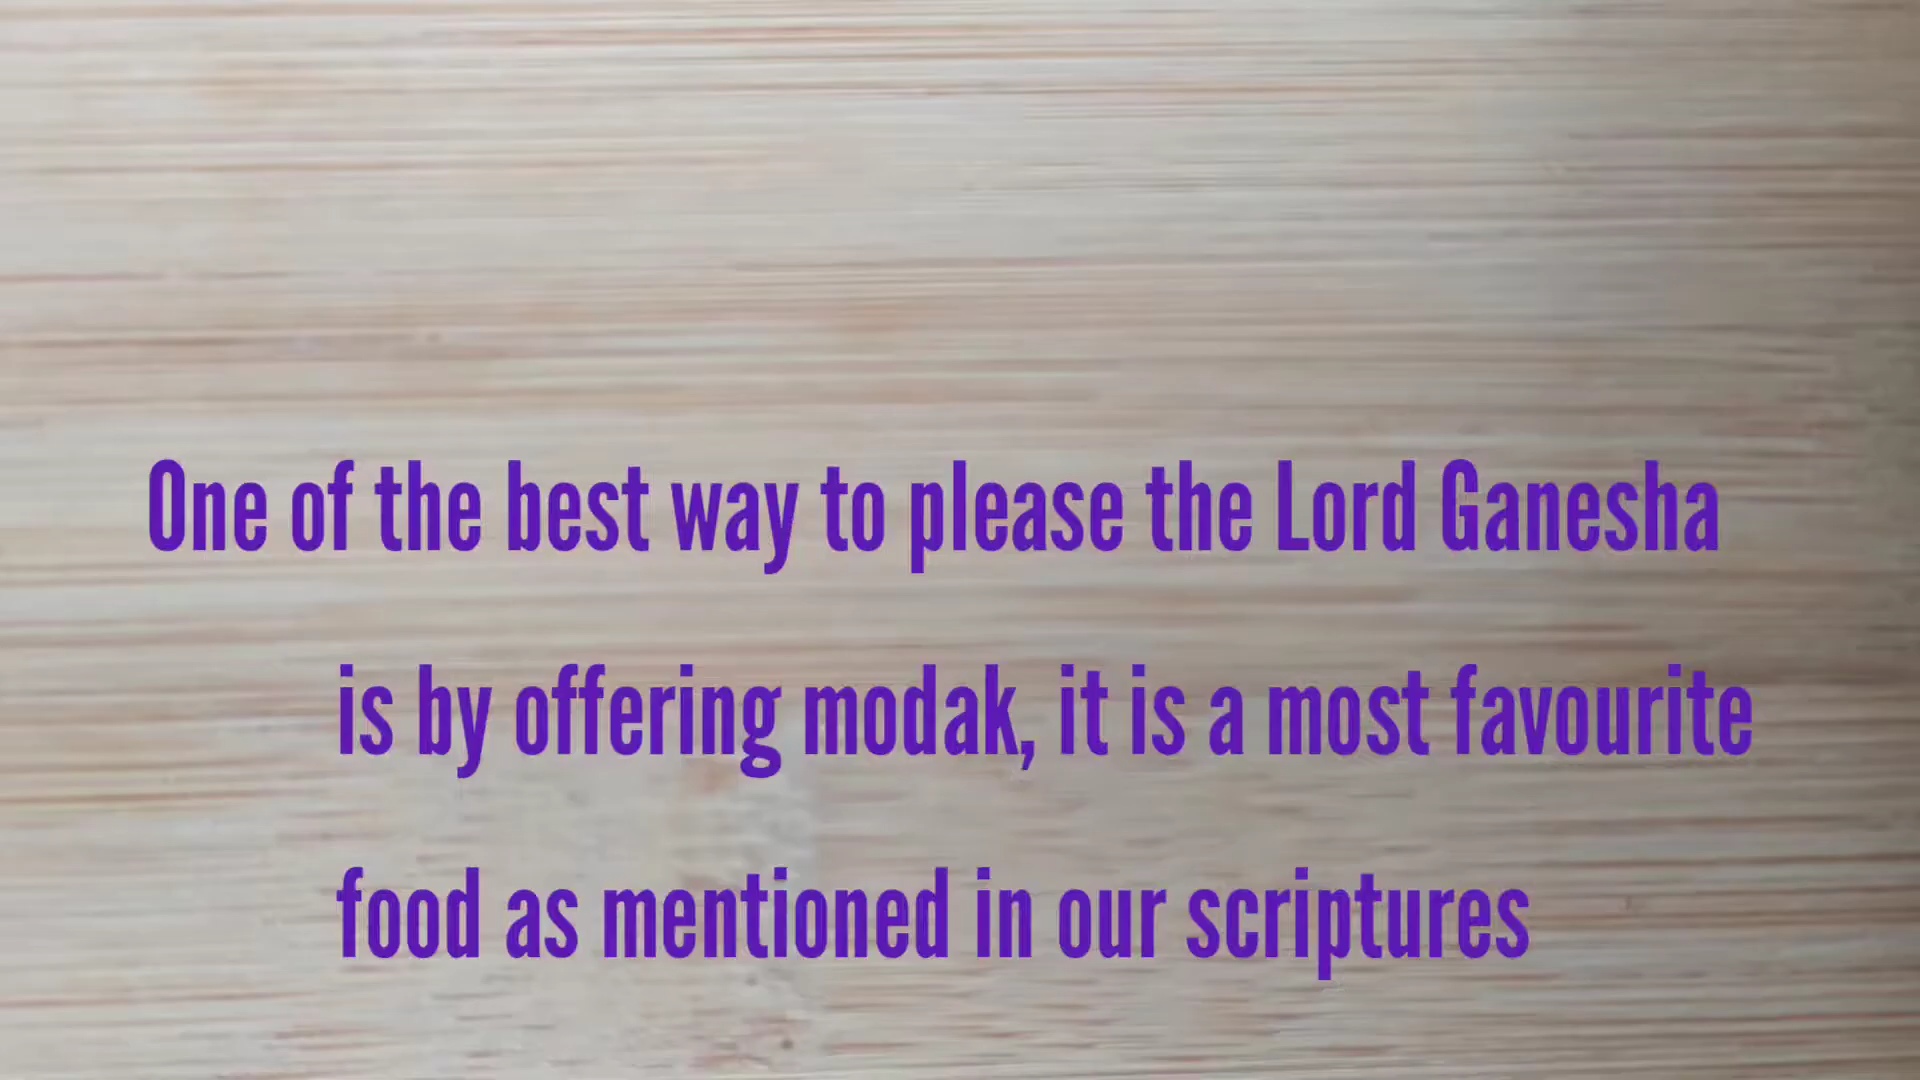 One of the best way to please the Lord Ganesha
is by offering modak, it is a most favourite
food as mentioned in our scriptures